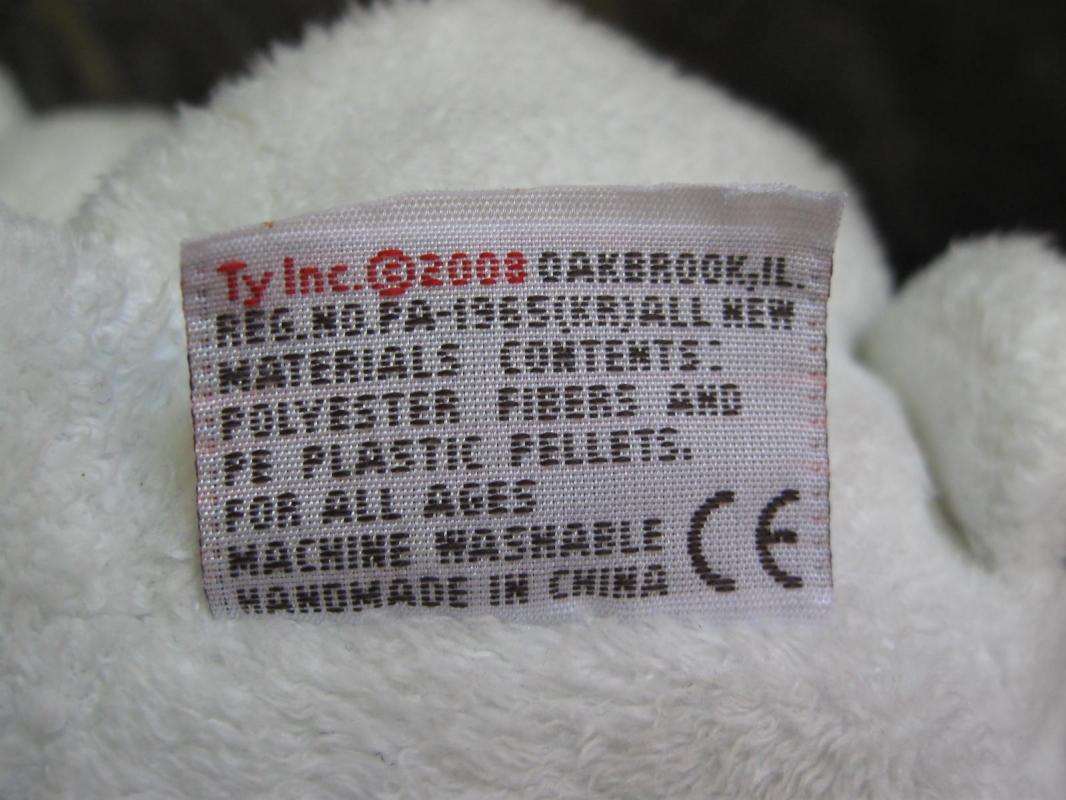 Ty Inc. ©2008 OAKBROOK, IL.
REG. NO. PA-1965(KR) ALL NEW
MATERIALS CONTENTS:
POLYESTER FIBERS AND
PE PLASTIC PELLETS.
FOR ALL AGES
MACHINE WASHABLE
HANDMADE IN CHINA
CE